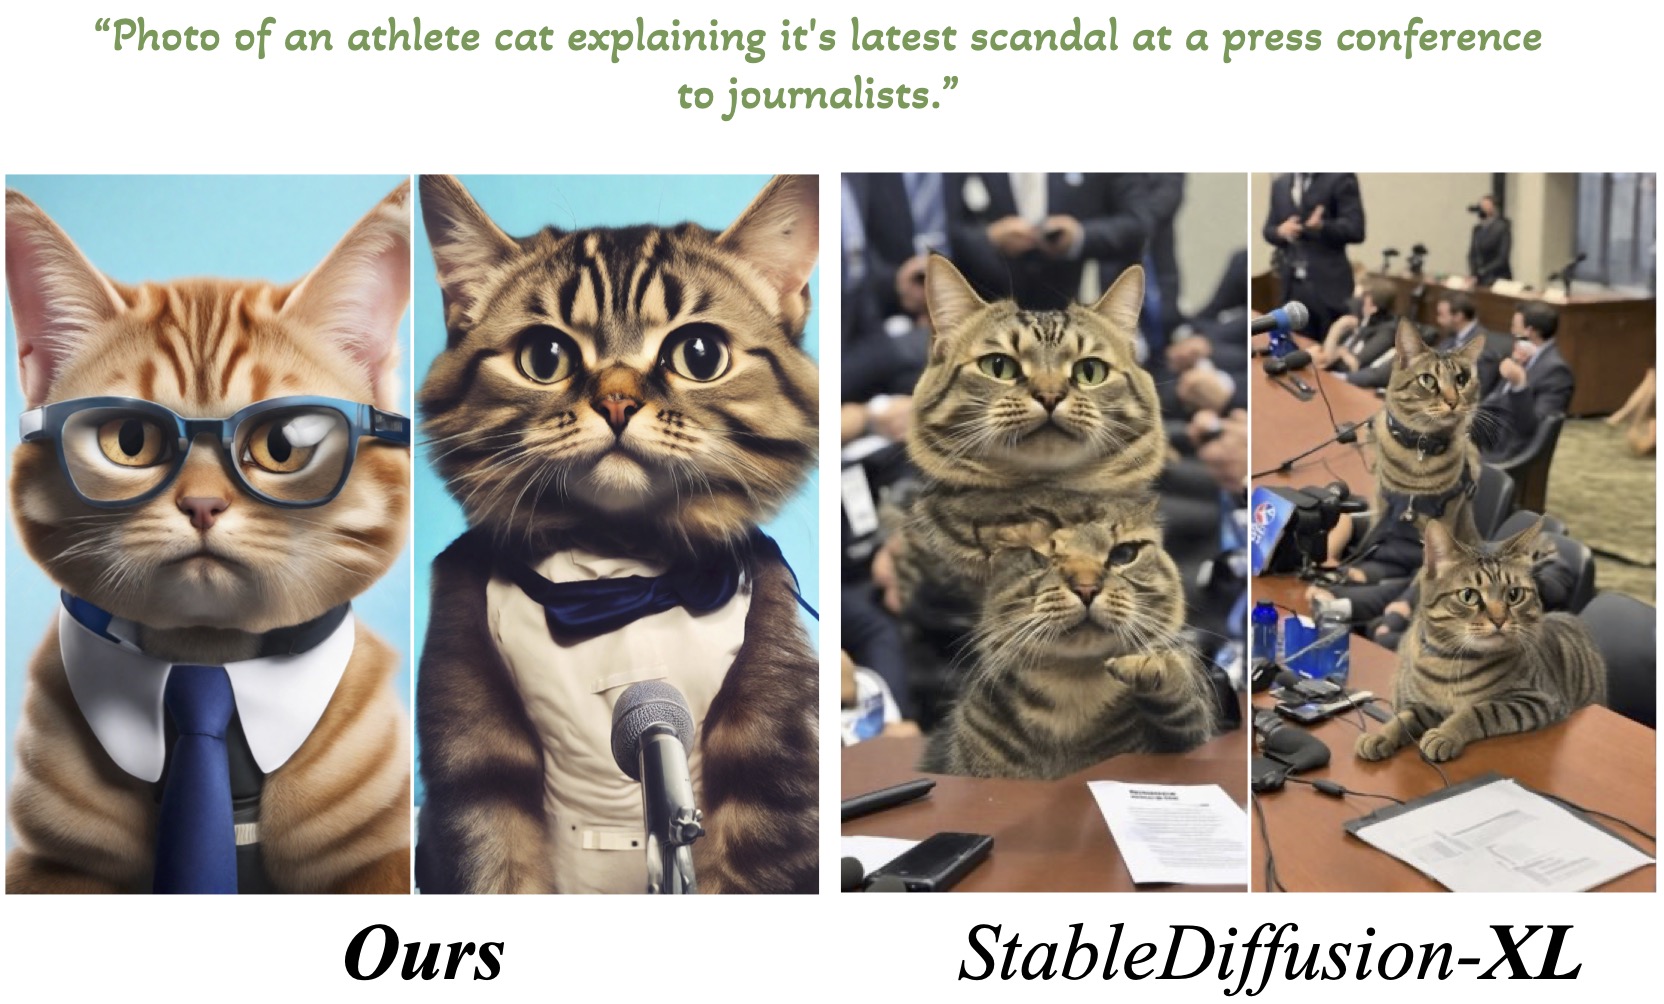 “Photo of an athlete cat explaining it's latest scandal at a press conference
to journalists.”
Ours
StableDiffusion-XL